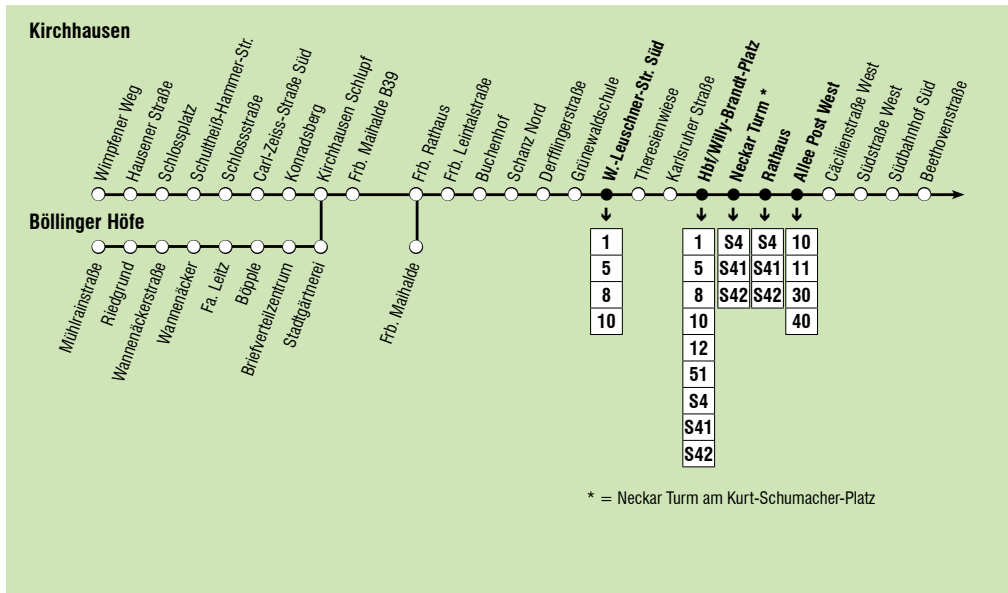 Kirchhausen
Wimpfener Weg
Hausener Straße
Schlossplatz
Schultheiß-Hammer-Str.
Schlossstraße
Carl-Zeiss-Straße Süd
Konradsberg
Kirchhausen Schlupf
Frb. Maihalde B39
Frb. Rathaus
Frb. Leintalstraße
Buchenhof
Schanz Nord
Derfflingerstraße
Grünewaldschule
W.-Leuschner-Str. Süd
Theresienwiese
Karlsruher Straße
Hbf/Willy-Brandt-Platz
Neckar Turm *
Rathaus
Allee Post West
Cäcilienstraße West
Südstraße West
Südbahnhof Süd
Beethovenstraße
Böllinger Höfe
Mühlrainstraße
Riedgrund
Wannenäckerstraße
Wannenäcker
Fa. Leitz
Böpple
Briefverteilzentrum
Stadtgärtnerei
Frb. Maihalde
1
5
8
10
1
5
8
10
12
51
S4
S41
S42
S4
S41
S42
S4
S41
S42
10
11
30
40
* = Neckar Turm am Kurt-Schumacher-Platz